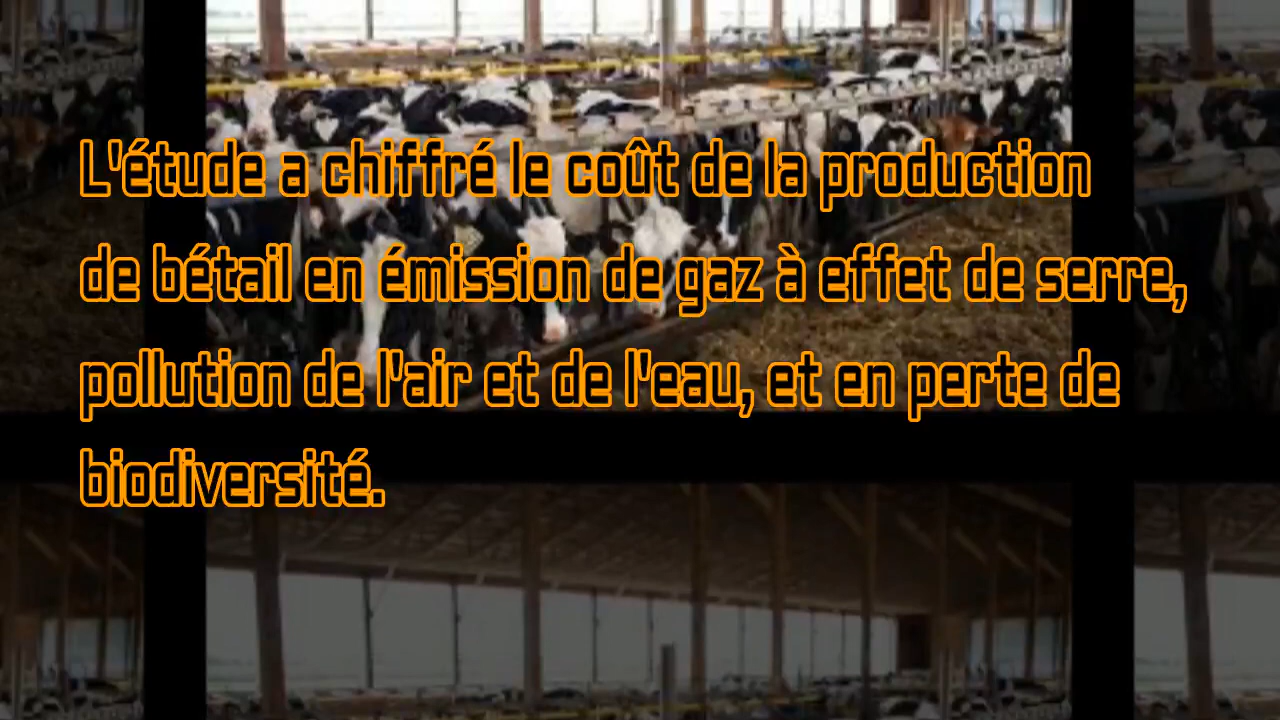 L'étude a chiffré le coût de la production
de bétail en émission de gaz à effet de serre,
pollution de l'air et de l'eau, et en perte de
biodiversité.